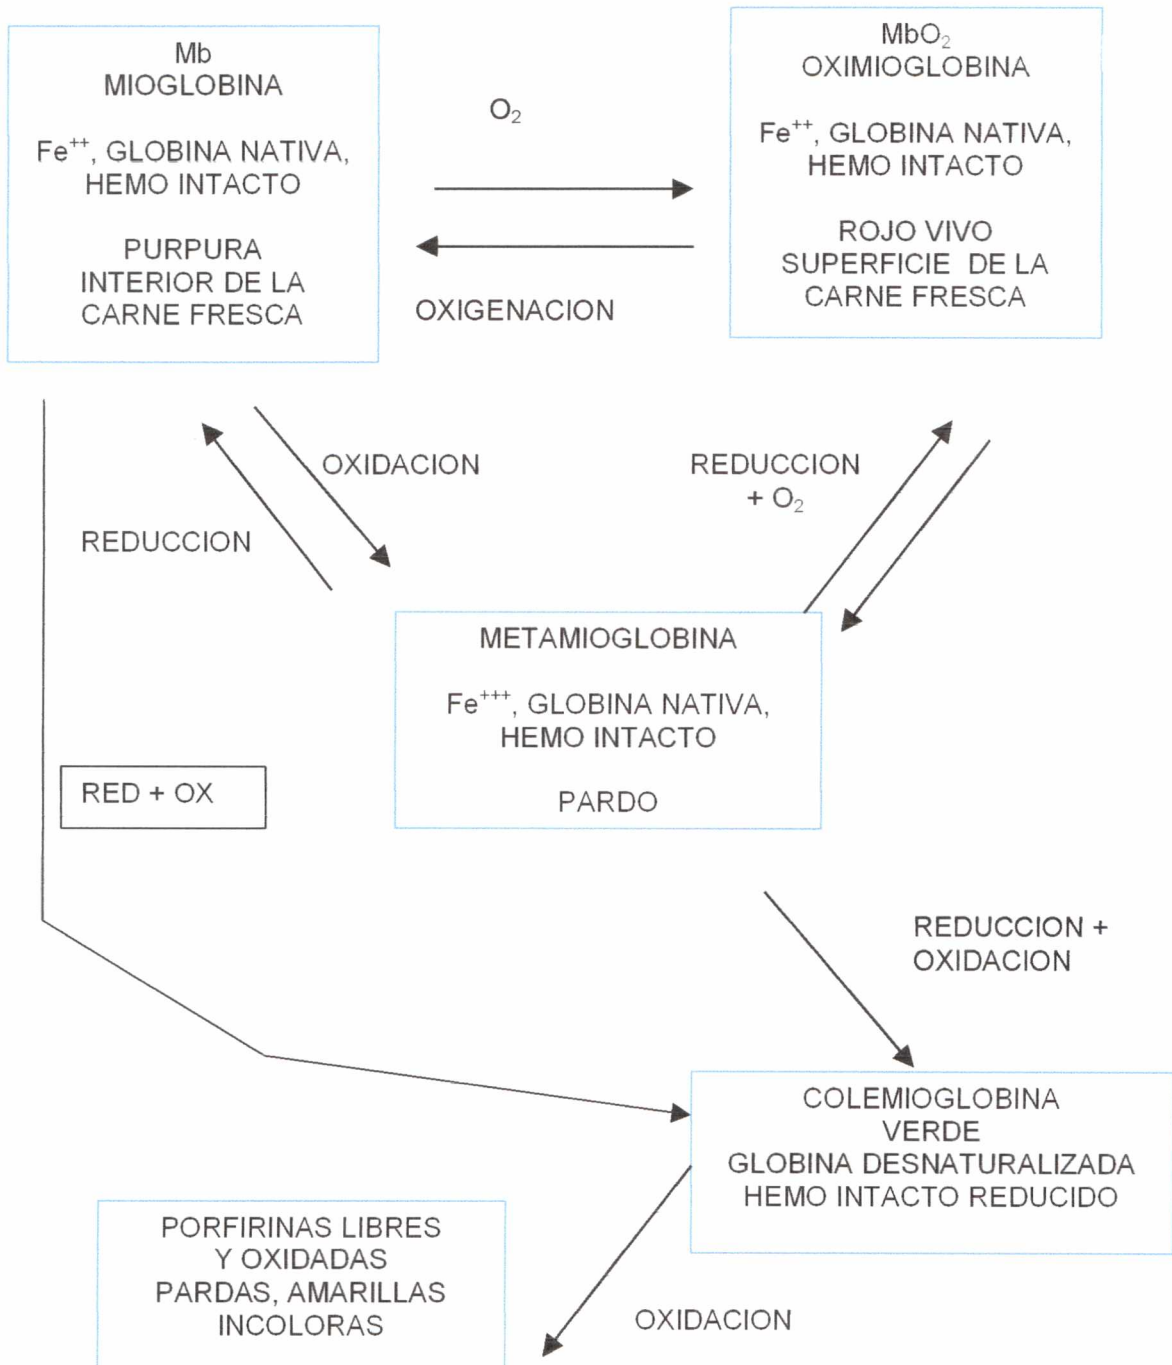 Mb
MIOGLOBINA
Fe⁺⁺, GLOBINA NATIVA,
HEMO INTACTO
PURPURA
INTERIOR DE LA
CARNE FRESCA
O₂
OXIGENACION
MbO₂
OXIMIOGLOBINA
Fe⁺⁺, GLOBINA NATIVA,
HEMO INTACTO
ROJO VIVO
SUPERFICIE DE LA
CARNE FRESCA
OXIDACION
REDUCCION
REDUCCION
+ O₂
METAMIOGLOBINA
Fe⁺⁺⁺, GLOBINA NATIVA,
HEMO INTACTO
PARDO
RED + OX
REDUCCION +
OXIDACION
COLEMIOGLOBINA
VERDE
GLOBINA DESNATURALIZADA
HEMO INTACTO REDUCIDO
PORFIRINAS LIBRES
Y OXIDADAS
PARDAS, AMARILLAS
INCOLORAS
OXIDACION